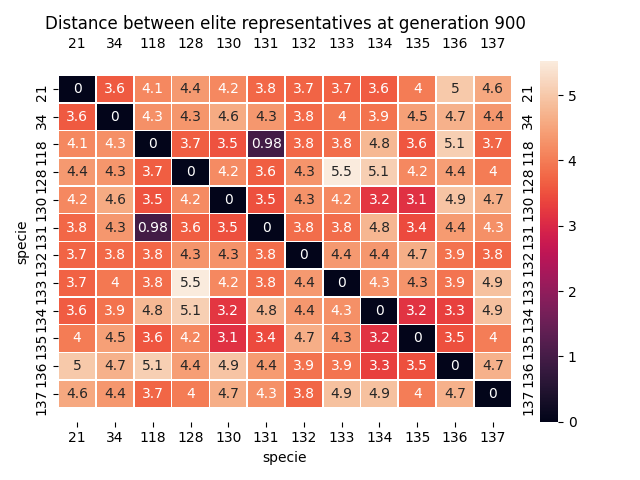 Distance between elite representatives at generation 900
21 34 118 128 130 131 132 133 134 135 136 137
21 0 3.6 4.1 4.4 4.2 3.8 3.7 3.7 3.6 4 5 4.6 21
34 3.6 0 4.3 4.3 4.6 4.3 3.8 4 3.9 4.5 4.7 4.4 34
118 4.1 4.3 0 3.7 3.5 0.98 3.8 3.8 4.8 3.6 5.1 3.7 118
128 4.4 4.3 3.7 0 4.2 3.6 4.3 5.5 5.1 4.2 4.4 4 128
130 4.2 4.6 3.5 4.2 0 3.5 4.3 4.2 3.2 3.1 4.9 4.7 130
131 3.8 4.3 0.98 3.6 3.5 0 3.8 3.8 4.8 3.4 4.4 4.3 131
132 3.7 3.8 3.8 4.3 4.3 3.8 0 4.4 4.4 4.7 3.9 3.8 132
133 3.7 4 3.8 5.5 4.2 3.8 4.4 0 4.3 4.3 3.9 4.9 133
134 3.6 3.9 4.8 5.1 3.2 4.8 4.4 4.3 0 3.2 3.3 4.9 134
135 4 4.5 3.6 4.2 3.1 3.4 4.7 4.3 3.2 0 3.5 4 135
136 5 4.7 5.1 4.4 4.9 4.4 3.9 3.9 3.3 3.5 0 4.7 136
137 4.6 4.4 3.7 4 4.7 4.3 3.8 4.9 4.9 4 4.7 0 137
21 34 118 128 130 131 132 133 134 135 136 137
specie
specie
5
4
3
2
1
0